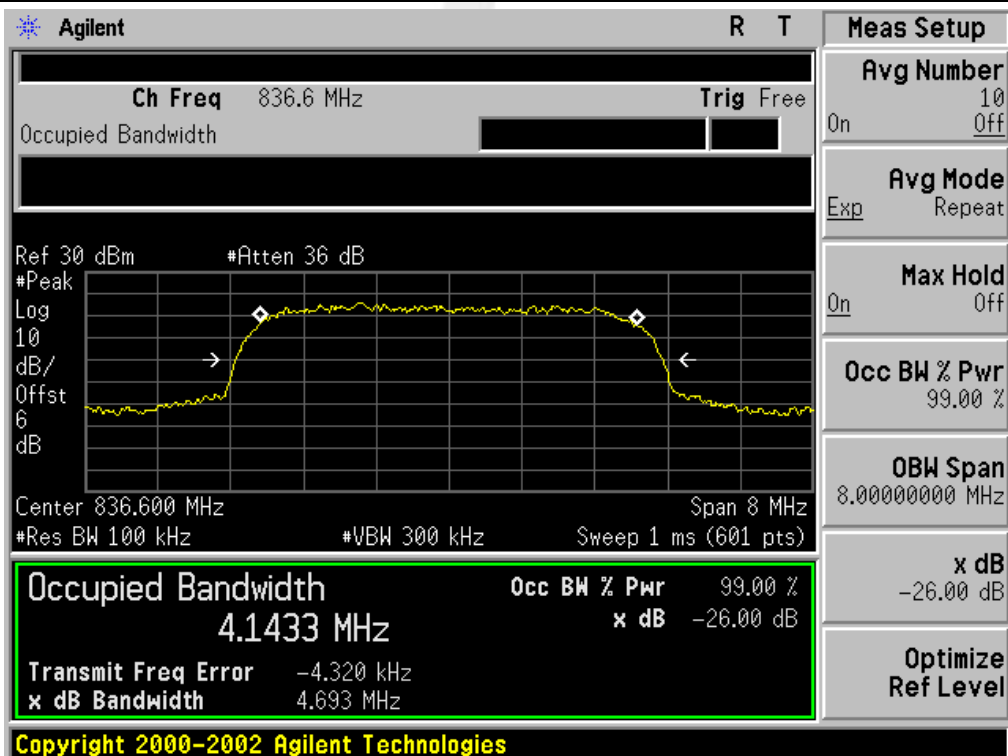 Agilent R T
Ch Freq 836.6 MHz Trig Free
Occupied Bandwidth
Ref 30 dBm #Atten 36 dB
#Peak
Log
10
dB/
Offst
6
dB
Center 836.600 MHz Span 8 MHz
#Res BW 100 kHz #VBW 300 kHz Sweep 1 ms (601 pts)
Occupied Bandwidth Occ BW % Pwr 99.00 %
4.1433 MHz x dB -26.00 dB
Transmit Freq Error -4.320 kHz
x dB Bandwidth 4.693 MHz
Copyright 2000-2002 Agilent Technologies
Meas Setup
Avg Number
10
On Off
Avg Mode
Exp Repeat
Max Hold
On Off
Occ BW % Pwr
99.00 %
OBW Span
8.00000000 MHz
x dB
-26.00 dB
Optimize
Ref Level